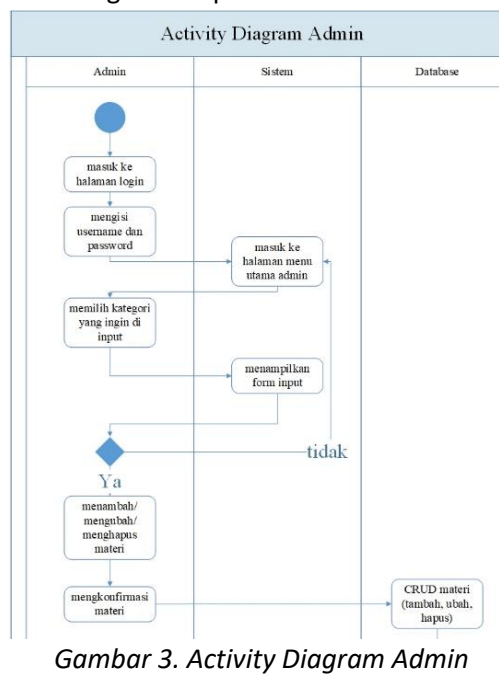 Activity Diagram Admin
Admin
Sistem
Database
masuk ke
halaman login
mengisi
username dan
password
masuk ke
halaman menu
utama admin
memilih kategori
yang ingin di
input
menampilkan
form input
tidak
Ya
menambah/
mengubah/
menghapus
materi
mengkonfirmasi
materi
CRUD materi
(tambah, ubah,
hapus)
Gambar 3. Activity Diagram Admin